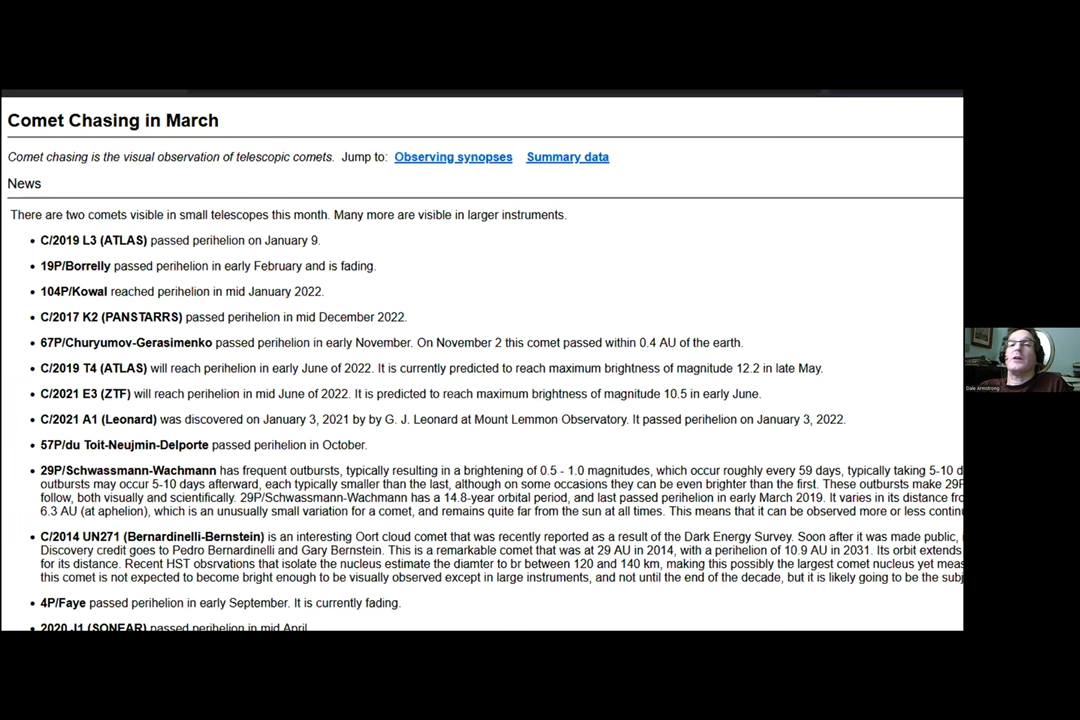 Comet Chasing in March
Comet chasing is the visual observation of telescopic comets. Jump to: Observing synopses Summary data
News
There are two comets visible in small telescopes this month. Many more are visible in larger instruments.
• C/2019 L3 (ATLAS) passed perihelion on January 9.
• 19P/Borrelly passed perihelion in early February and is fading.
• 104P/Kowal reached perihelion in mid January 2022.
• C/2017 K2 (PANSTARRS) passed perihelion in mid December 2022.
• 67P/Churyumov-Gerasimenko passed perihelion in early November. On November 2 this comet passed within 0.4 AU of the earth.
• C/2019 T4 (ATLAS) will reach perihelion in early June of 2022. It is currently predicted to reach maximum brightness of magnitude 12.2 in late May.
• C/2021 E3 (ZTF) will reach perihelion in mid June of 2022. It is predicted to reach maximum brightness of magnitude 10.5 in early June.
• C/2021 A1 (Leonard) was discovered on January 3, 2021 by by G. J. Leonard at Mount Lemmon Observatory. It passed perihelion on January 3, 2022.
• 57P/du Toit-Neujmin-Delporte passed perihelion in October.
• 29P/Schwassmann-Wachmann has frequent outbursts, typically resulting in a brightening of 0.5 - 1.0 magnitudes, which occur roughly every 59 days, typically taking 5-10 d
outbursts may occur 5-10 days afterward, each typically smaller than the last, although on some occasions they can be even brighter than the first. These outbursts make 29P
follow, both visually and scientifically. 29P/Schwassmann-Wachmann has a 14.8-year orbital period, and last passed perihelion in early March 2019. It varies in its distance fro
6.3 AU (at aphelion), which is an unusually small variation for a comet, and remains quite far from the sun at all times. This means that it can be observed more or less continu
• C/2014 UN271 (Bernardinelli-Bernstein) is an interesting Oort cloud comet that was recently reported as a result of the Dark Energy Survey. Soon after it was made public,
Discovery credit goes to Pedro Bernardinelli and Gary Bernstein. This is a remarkable comet that was at 29 AU in 2014, with a perihelion of 10.9 AU in 2031. Its orbit extends
for its distance. Recent HST obsrvations that isolate the nucleus estimate the diamter to br between 120 and 140 km, making this possibly the largest comet nucleus yet meas
this comet is not expected to become bright enough to be visually observed except in large instruments, and not until the end of the decade, but it is likely going to be the subj
• 4P/Faye passed perihelion in early September. It is currently fading.
• 2020 J1 (SONEAR) passed perihelion in mid April
Dale Armstrong